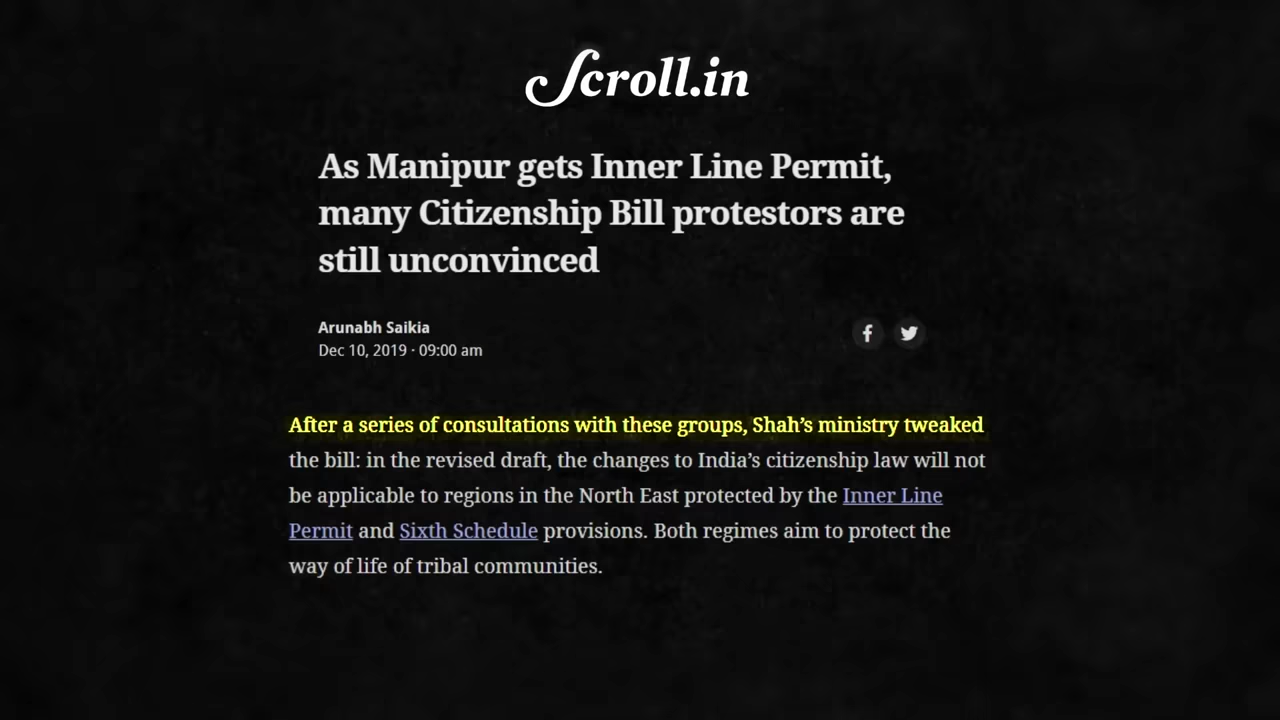 Scroll.in
As Manipur gets Inner Line Permit,
many Citizenship Bill protestors are
still unconvinced
Arunabh Saikia
Dec 10, 2019 · 09:00 am
After a series of consultations with these groups, Shah’s ministry tweaked
the bill: in the revised draft, the changes to India’s citizenship law will not
be applicable to regions in the North East protected by the Inner Line
Permit and Sixth Schedule provisions. Both regimes aim to protect the
way of life of tribal communities.